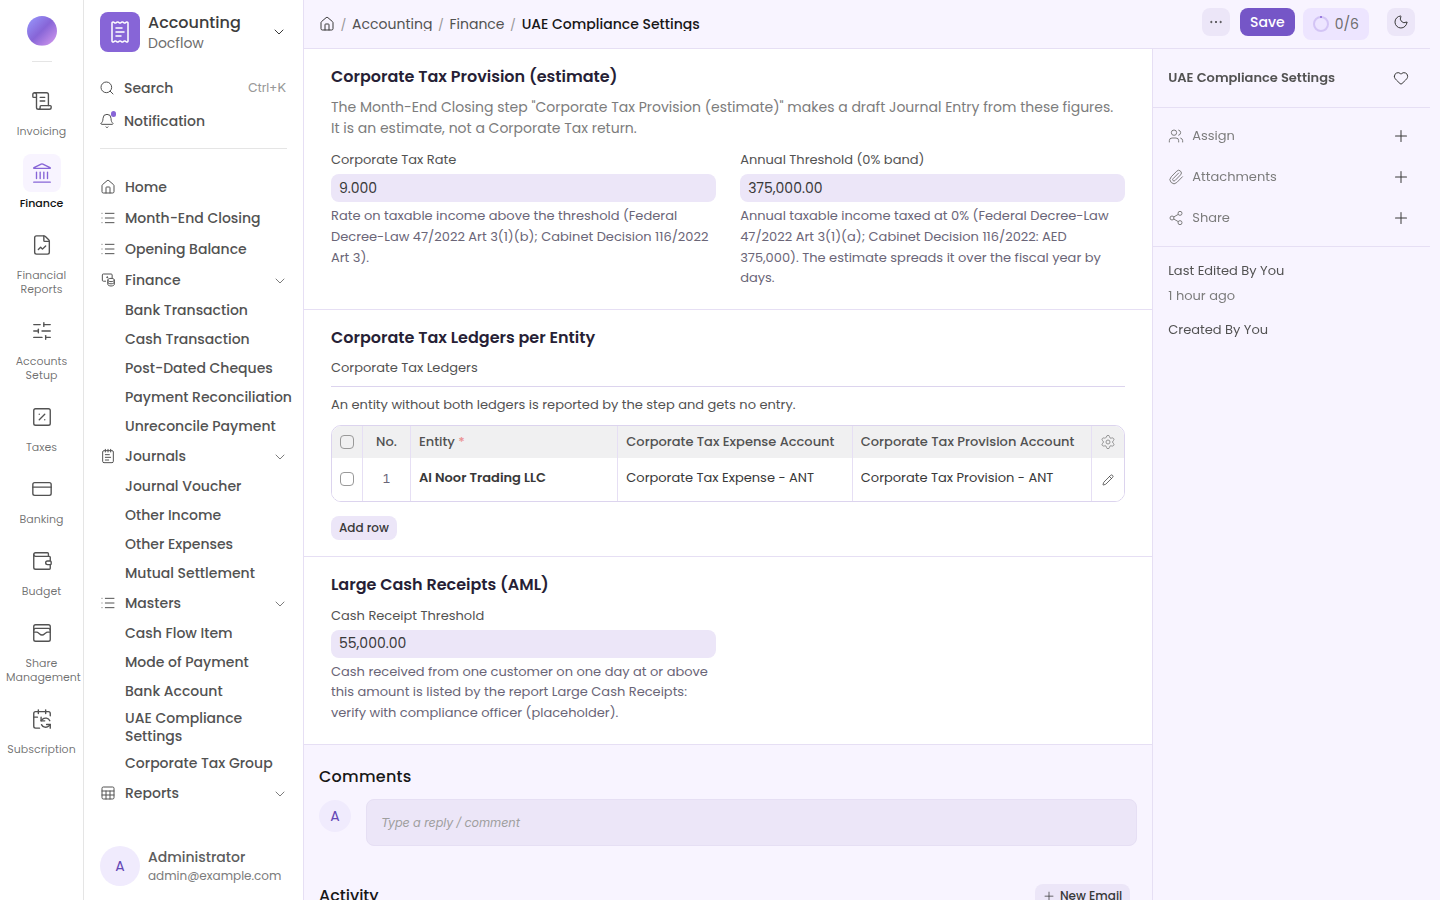 Invoicing
Finance
Financial
Reports
Accounts
Setup
Taxes
Banking
Budget
Share
Management
Subscription
Accounting
Docflow
Search
Ctrl+K
Notification
Home
Month-End Closing
Opening Balance
Finance
Bank Transaction
Cash Transaction
Post-Dated Cheques
Payment Reconciliation
Unreconcile Payment
Journals
Journal Voucher
Other Income
Other Expenses
Mutual Settlement
Masters
Cash Flow Item
Mode of Payment
Bank Account
UAE Compliance
Settings
Corporate Tax Group
Reports
A
Administrator
admin@example.com
/ Accounting / Finance / UAE Compliance Settings
Save
0/6
Corporate Tax Provision (estimate)
The Month-End Closing step "Corporate Tax Provision (estimate)" makes a draft Journal Entry from these figures.
It is an estimate, not a Corporate Tax return.
Corporate Tax Rate
9.000
Rate on taxable income above the threshold (Federal
Decree-Law 47/2022 Art 3(1)(b); Cabinet Decision 116/2022
Art 3).
Annual Threshold (0% band)
375,000.00
Annual taxable income taxed at 0% (Federal Decree-Law
47/2022 Art 3(1)(a); Cabinet Decision 116/2022: AED
375,000). The estimate spreads it over the fiscal year by
days.
Corporate Tax Ledgers per Entity
Corporate Tax Ledgers
An entity without both ledgers is reported by the step and gets no entry.
No. Entity * Corporate Tax Expense Account Corporate Tax Provision Account
1 Al Noor Trading LLC Corporate Tax Expense - ANT Corporate Tax Provision - ANT
Add row
Large Cash Receipts (AML)
Cash Receipt Threshold
55,000.00
Cash received from one customer on one day at or above
this amount is listed by the report Large Cash Receipts:
verify with compliance officer (placeholder).
Comments
A
Type a reply / comment
Activity
New Email
UAE Compliance Settings
Assign
Attachments
Share
Last Edited By You
1 hour ago
Created By You